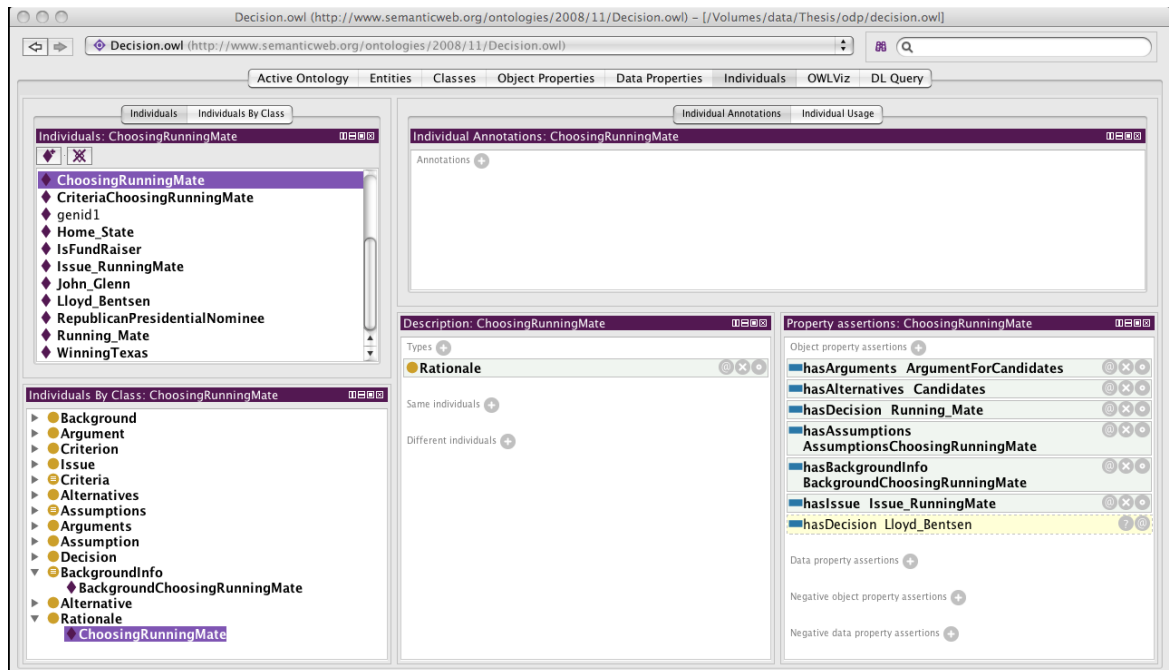 Decision.owl (http://www.semanticweb.org/ontologies/2008/11/Decision.owl) – [/Volumes/data/Thesis/odp/decision.owl]
Decision.owl (http://www.semanticweb.org/ontologies/2008/11/Decision.owl)
Active Ontology Entities Classes Object Properties Data Properties Individuals OWLViz DL Query
Individuals Individuals By Class
Individuals: ChoosingRunningMate
ChoosingRunningMate
CriteriaChoosingRunningMate
genid1
Home_State
IsFundRaiser
Issue_RunningMate
John_Glenn
Lloyd_Bentsen
RepublicanPresidentialNominee
Running_Mate
WinningTexas
Individuals By Class: ChoosingRunningMate
Background
Argument
Criterion
Issue
Criteria
Alternatives
Assumptions
Arguments
Assumption
Decision
BackgroundInfo
BackgroundChoosingRunningMate
Alternative
Rationale
ChoosingRunningMate
Individual Annotations Individual Usage
Individual Annotations: ChoosingRunningMate
Annotations
Description: ChoosingRunningMate
Types
Rationale
Same individuals
Different individuals
Property assertions: ChoosingRunningMate
Object property assertions
hasArguments ArgumentForCandidates
hasAlternatives Candidates
hasDecision Running_Mate
hasAssumptions
AssumptionsChoosingRunningMate
hasBackgroundInfo
BackgroundChoosingRunningMate
hasIssue Issue_RunningMate
hasDecision Lloyd_Bentsen
Data property assertions
Negative object property assertions
Negative data property assertions